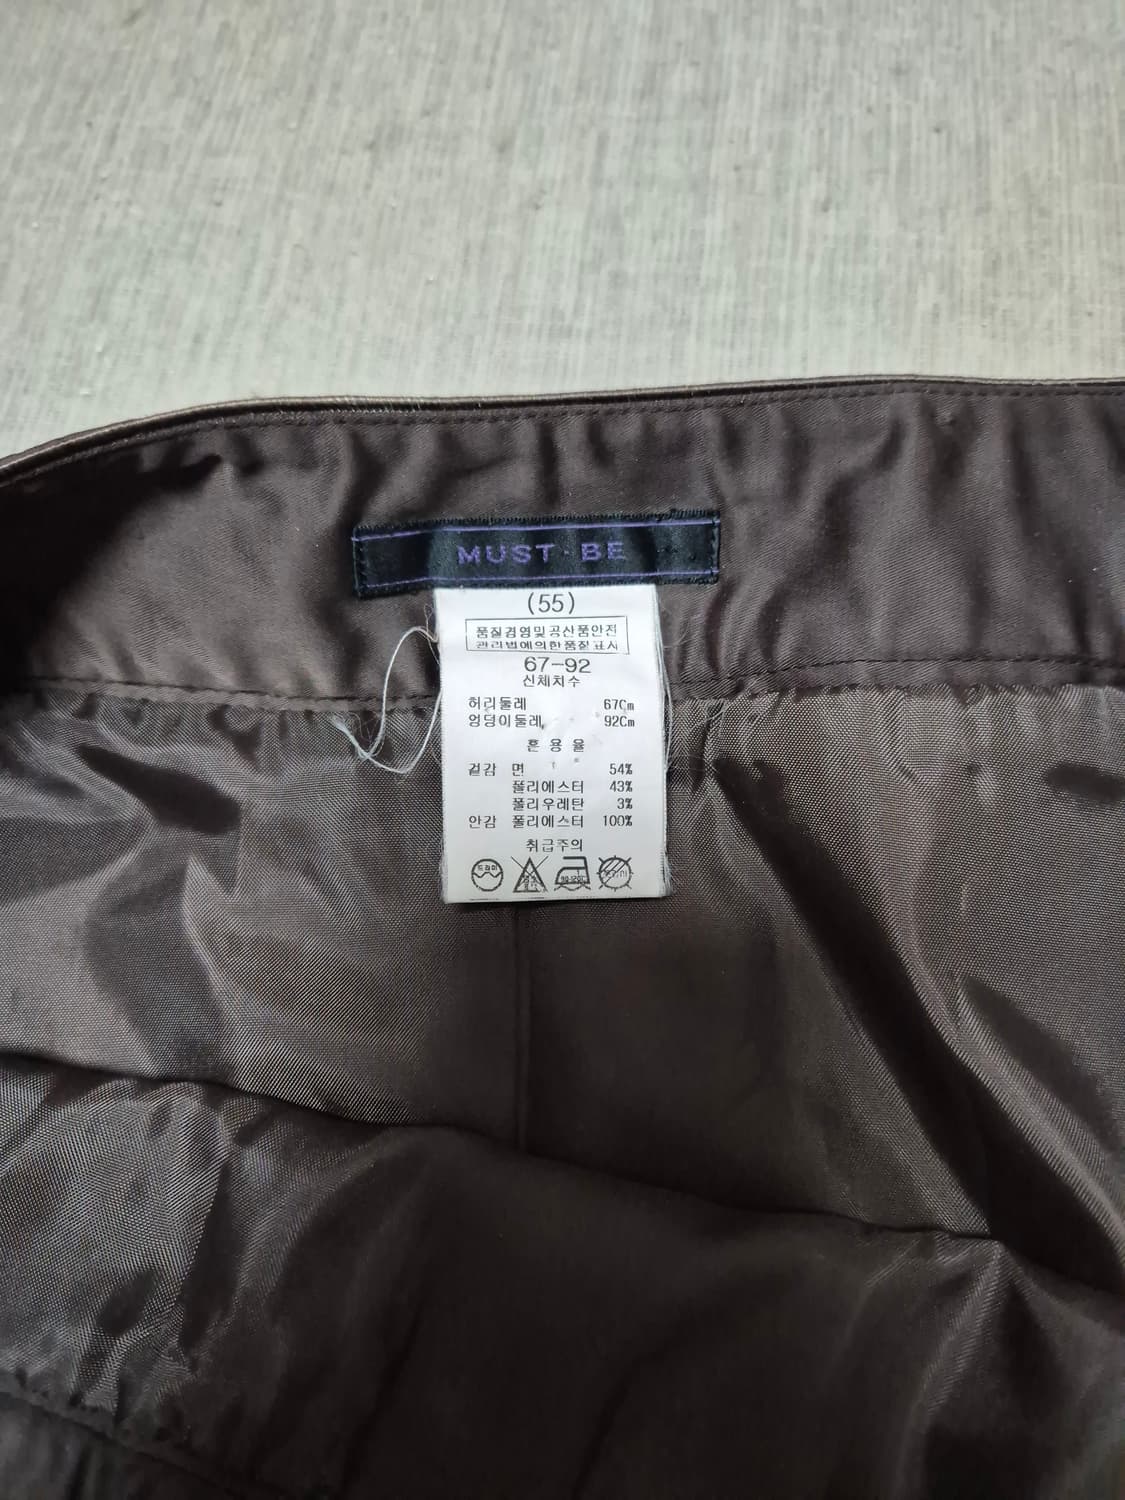 MUST·BE
(55)
품질경영및공산품안전
관리법에의한품질표시
67-92
신체치수
허리둘레 67Cm
엉덩이둘레 92Cm
혼용율
겉감 면 54%
폴리에스터 43%
폴리우레탄 3%
안감 폴리에스터 100%
취급주의
드라이